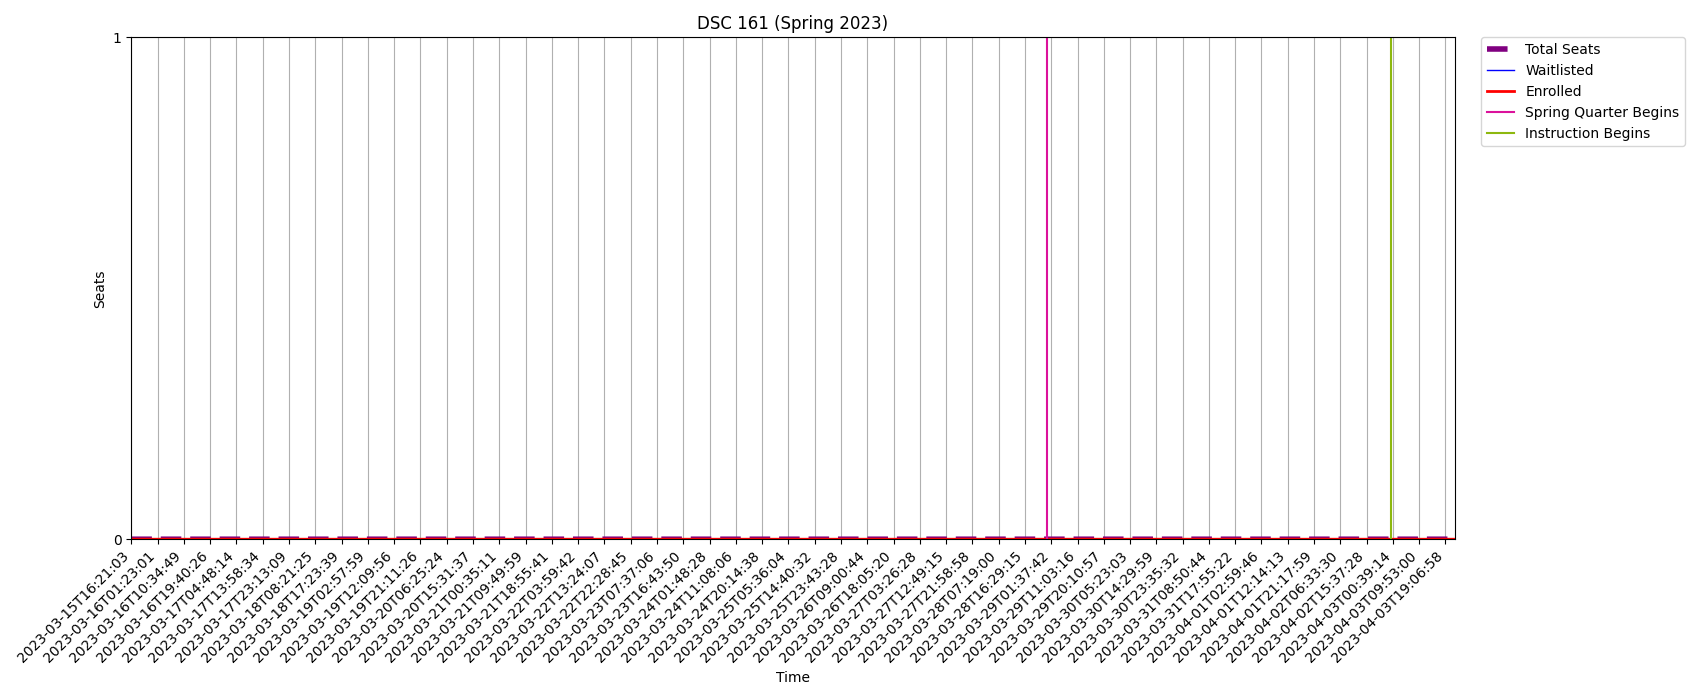 DSC 161 (Spring 2023)
1
0
Seats
Total Seats
Waitlisted
Enrolled
Spring Quarter Begins
Instruction Begins
2023-03-15T16:21:03
2023-03-16T01:23:01
2023-03-16T10:34:49
2023-03-16T19:40:26
2023-03-17T04:48:14
2023-03-17T13:58:34
2023-03-17T23:13:09
2023-03-18T08:21:25
2023-03-18T17:23:39
2023-03-19T02:57:59
2023-03-19T12:09:56
2023-03-19T21:11:26
2023-03-20T06:25:24
2023-03-20T15:31:37
2023-03-21T00:35:11
2023-03-21T09:49:59
2023-03-21T18:55:41
2023-03-22T03:59:42
2023-03-22T13:24:07
2023-03-22T22:28:45
2023-03-23T07:37:06
2023-03-23T16:43:50
2023-03-24T01:48:28
2023-03-24T11:08:06
2023-03-24T20:14:38
2023-03-25T05:36:04
2023-03-25T14:40:32
2023-03-25T23:43:28
2023-03-26T09:00:44
2023-03-26T18:05:20
2023-03-27T03:26:28
2023-03-27T12:49:15
2023-03-27T21:58:58
2023-03-28T07:19:00
2023-03-28T16:29:15
2023-03-29T01:37:42
2023-03-29T11:03:16
2023-03-29T20:10:57
2023-03-30T05:23:03
2023-03-30T14:29:59
2023-03-30T23:35:32
2023-03-31T08:50:44
2023-03-31T17:55:22
2023-04-01T02:59:46
2023-04-01T12:14:13
2023-04-01T21:17:59
2023-04-02T06:33:30
2023-04-02T15:37:28
2023-04-03T00:39:14
2023-04-03T09:53:00
2023-04-03T19:06:58
Time